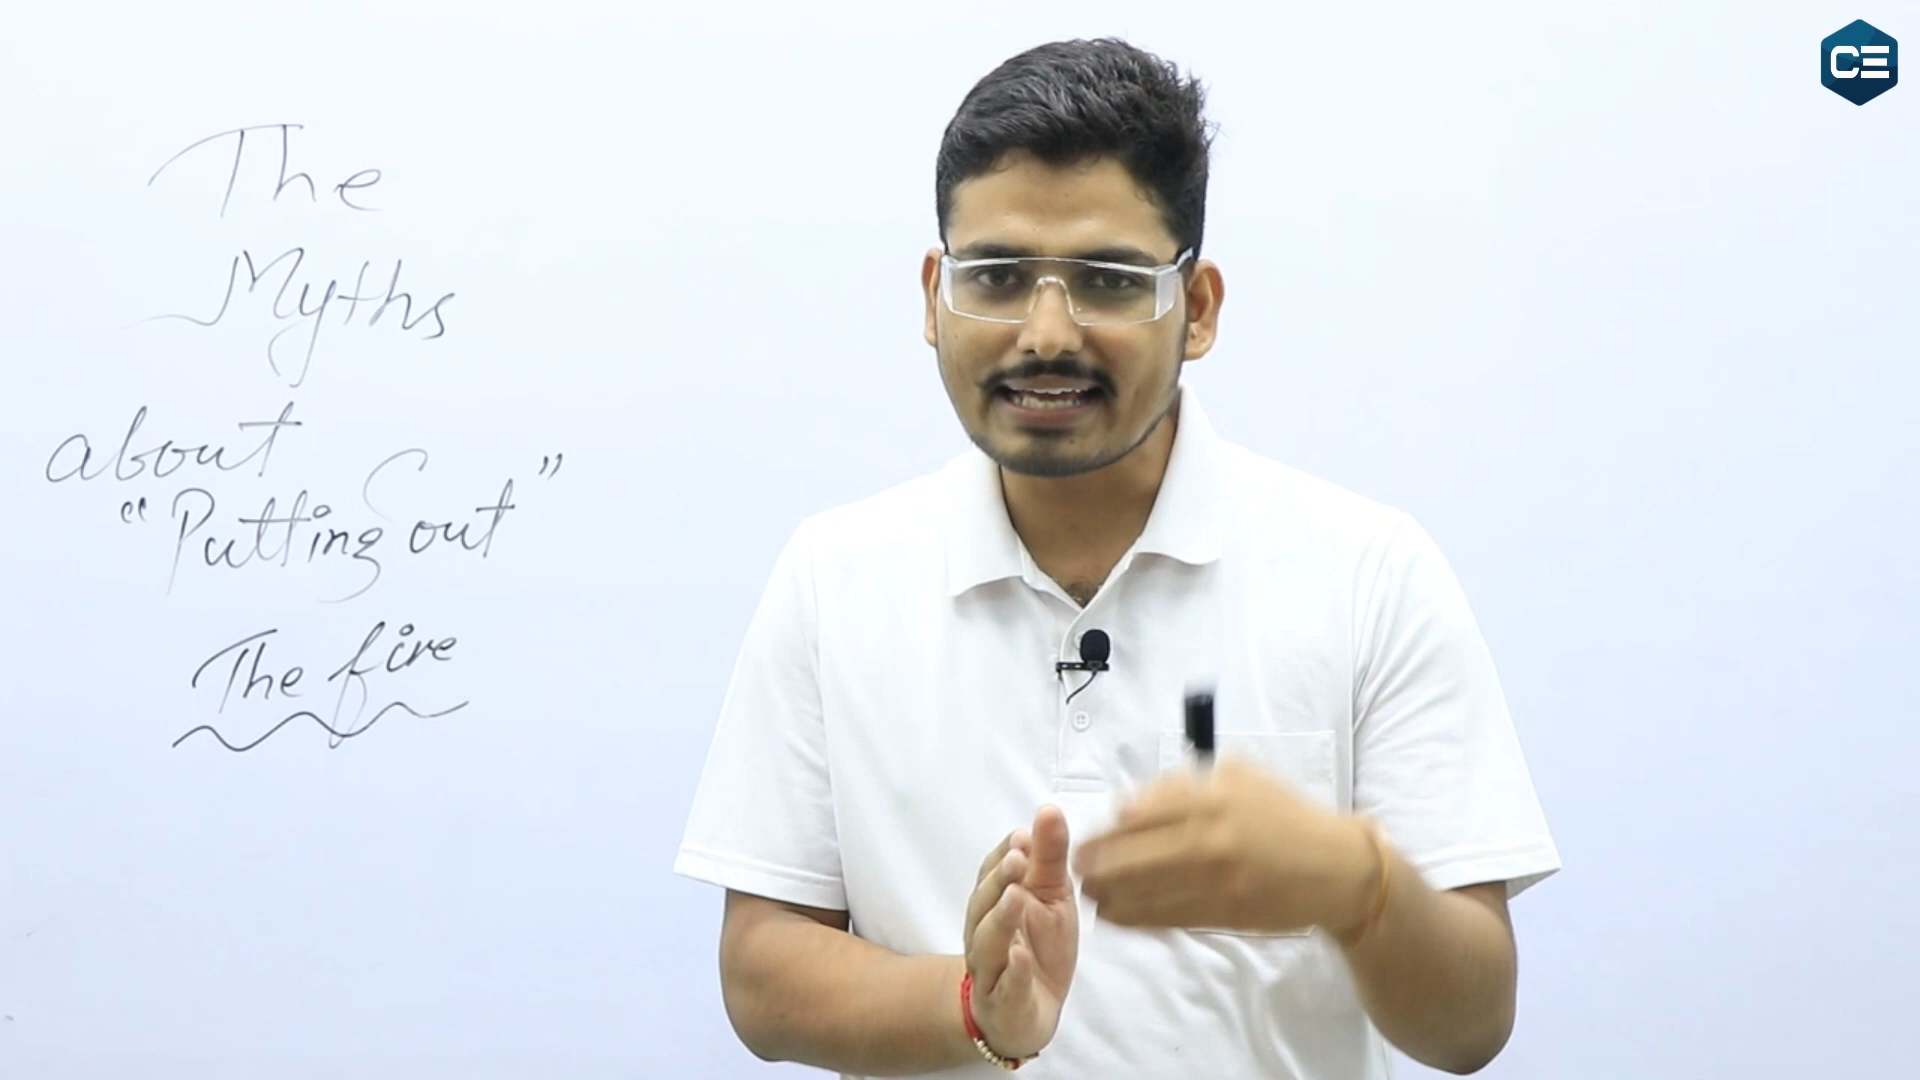 The
Myths
about
"Putting out"
The fire
CE